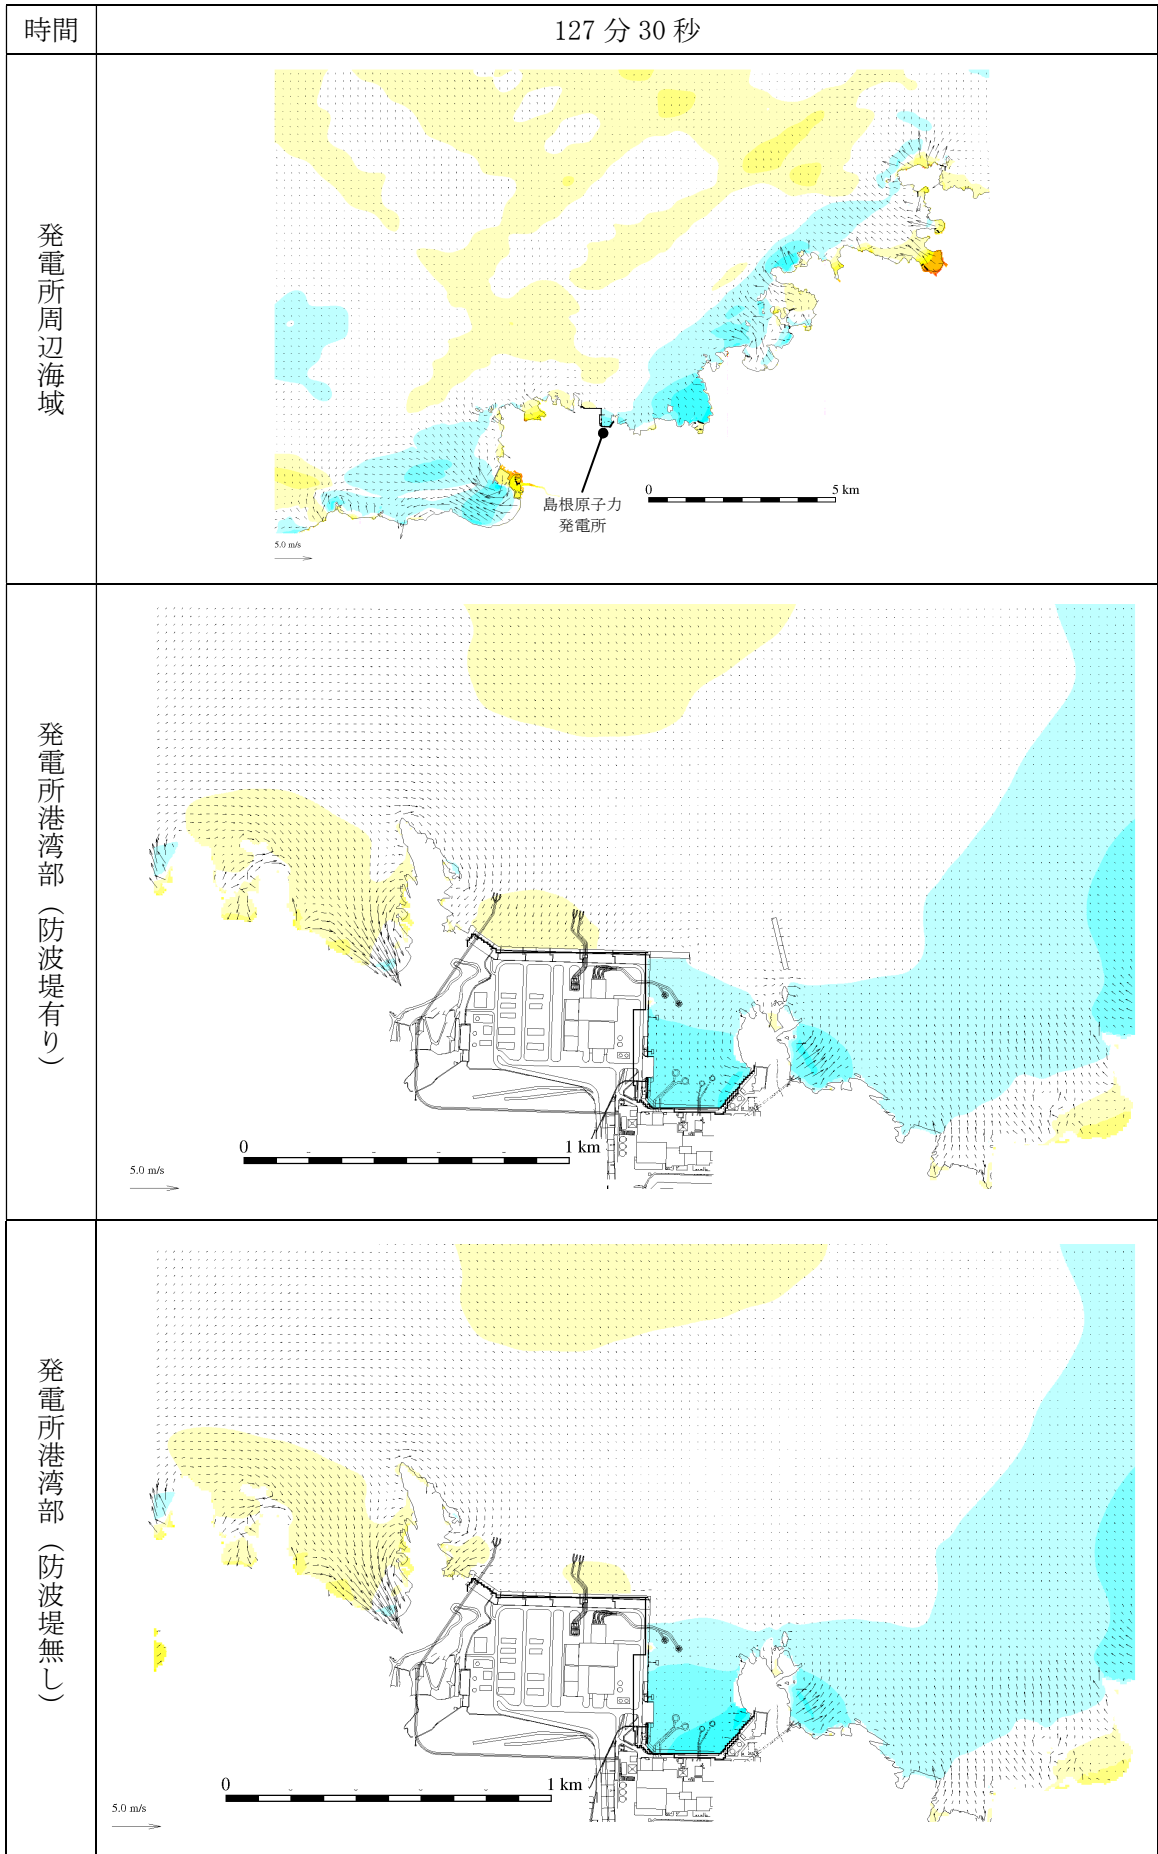 時間
127 分 30 秒
発電所周辺海域
島根原子力
発電所
0
5 km
5.0 m/s
発電所港湾部（防波堤有り）
0
1 km
5.0 m/s
発電所港湾部（防波堤無し）
0
1 km
5.0 m/s